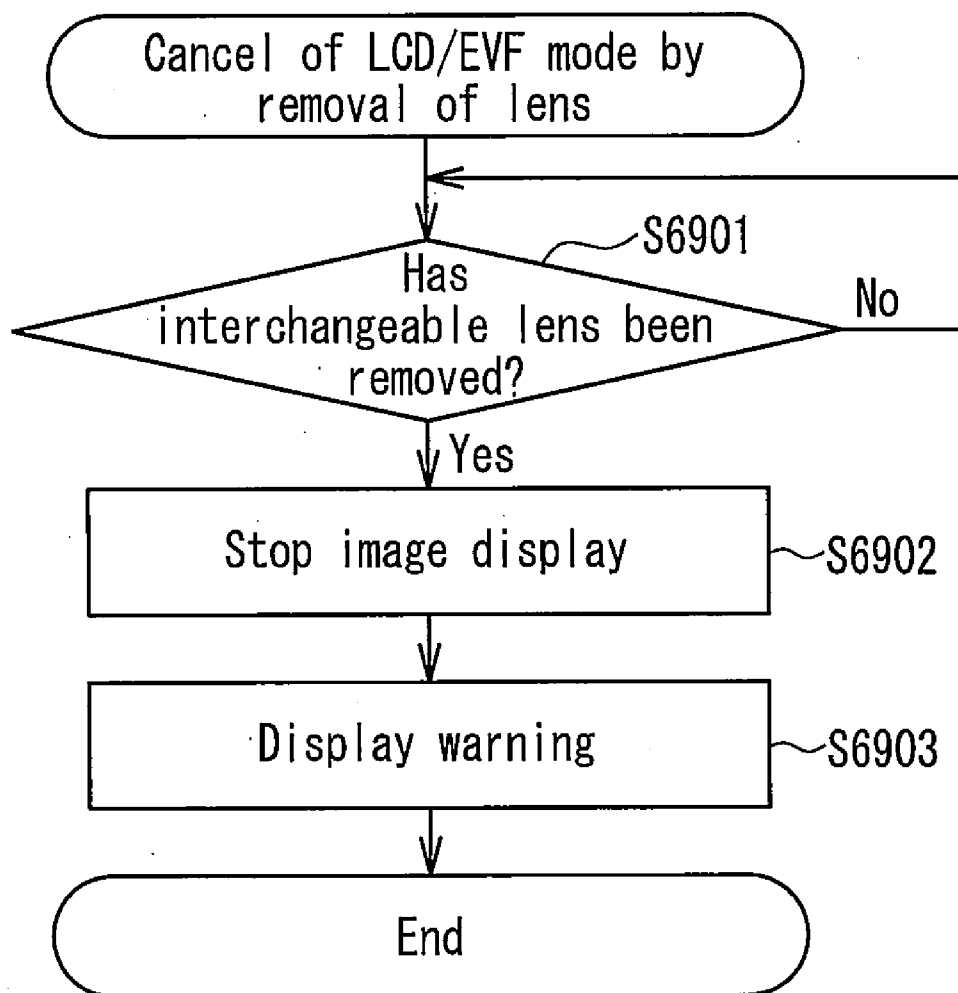 Cancel of LCD/EVF mode by
removal of lens
S6901
Has
interchangeable lens been
removed?
No
Yes
Stop image display
S6902
Display warning
S6903
End